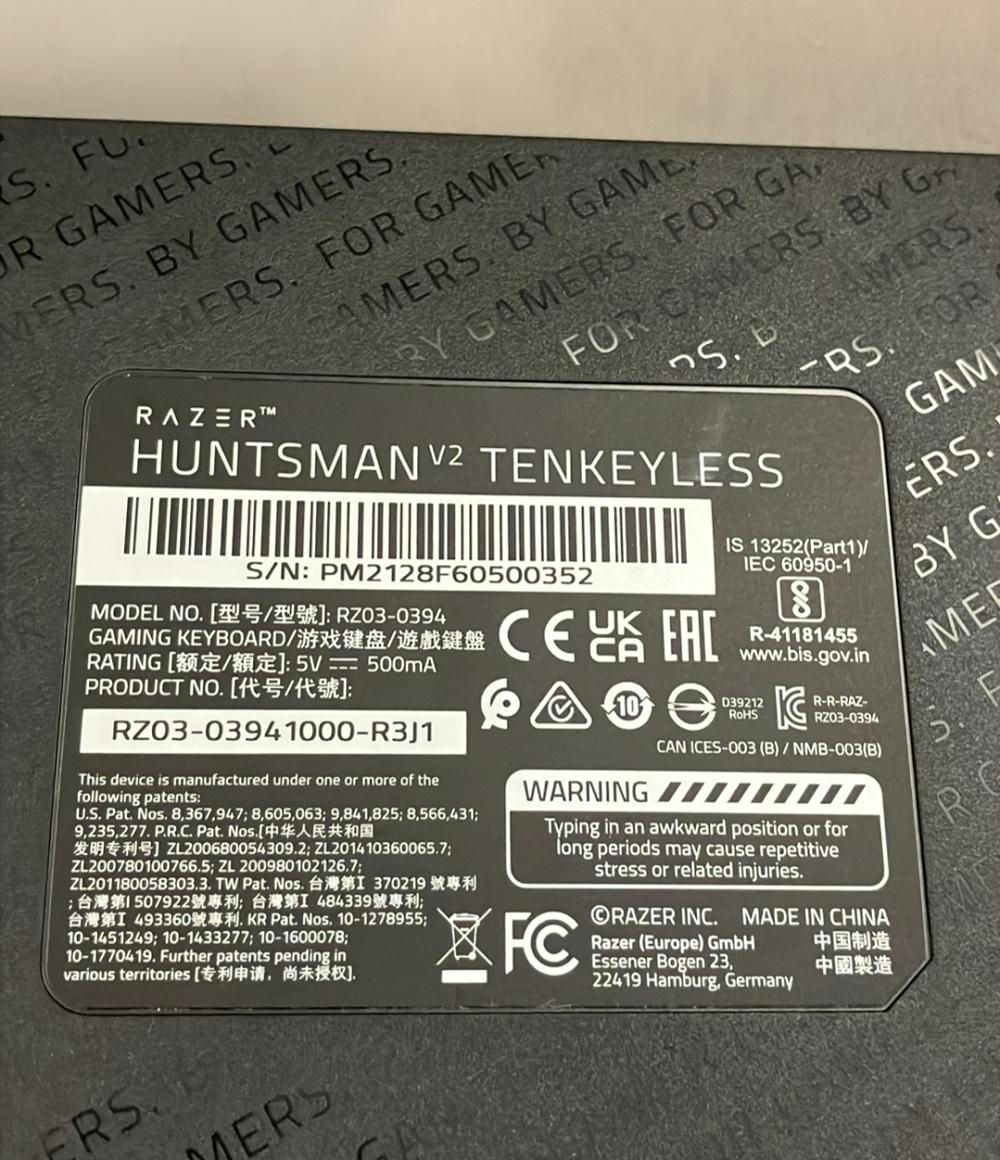 FOR GAMERS. BY GAMERS.
RAZER™
HUNTSMAN V2 TENKEYLESS
S/N: PM2128F60500352
IS 13252(Part1)/
IEC 60950-1
R-41181455
www.bis.gov.in
MODEL NO. [型号/型號]: RZ03-0394
GAMING KEYBOARD/游戏键盘/遊戲鍵盤
RATING [额定/額定]: 5V ⎓ 500mA
PRODUCT NO. [代号/代號]:
RZ03-03941000-R3J1
CE UK CA EAC
10
D39212
RoHS
R-R-RAZ-
RZ03-0394
CAN ICES-003 (B) / NMB-003(B)
This device is manufactured under one or more of the
following patents:
U.S. Pat. Nos. 8,367,947; 8,605,063; 9,841,825; 8,566,431;
9,235,277. P.R.C. Pat. Nos.[中华人民共和国
发明专利号] ZL200680054309.2; ZL201410360065.7;
ZL200780100766.5; ZL 200980102126.7;
ZL201180058303.3. TW Pat. Nos. 台灣第I 370219 號專利
; 台灣第I 507922號專利; 台灣第I 484339號專利;
台灣第I 493360號專利. KR Pat. Nos. 10-1278955;
10-1451249; 10-1433277; 10-1600078;
10-1770419. Further patents pending in
various territories [专利申请，尚未授权].
WARNING
Typing in an awkward position or for
long periods may cause repetitive
stress or related injuries.
FC
©RAZER INC. MADE IN CHINA
Razer (Europe) GmbH 中国制造
Essener Bogen 23, 中國製造
22419 Hamburg, Germany